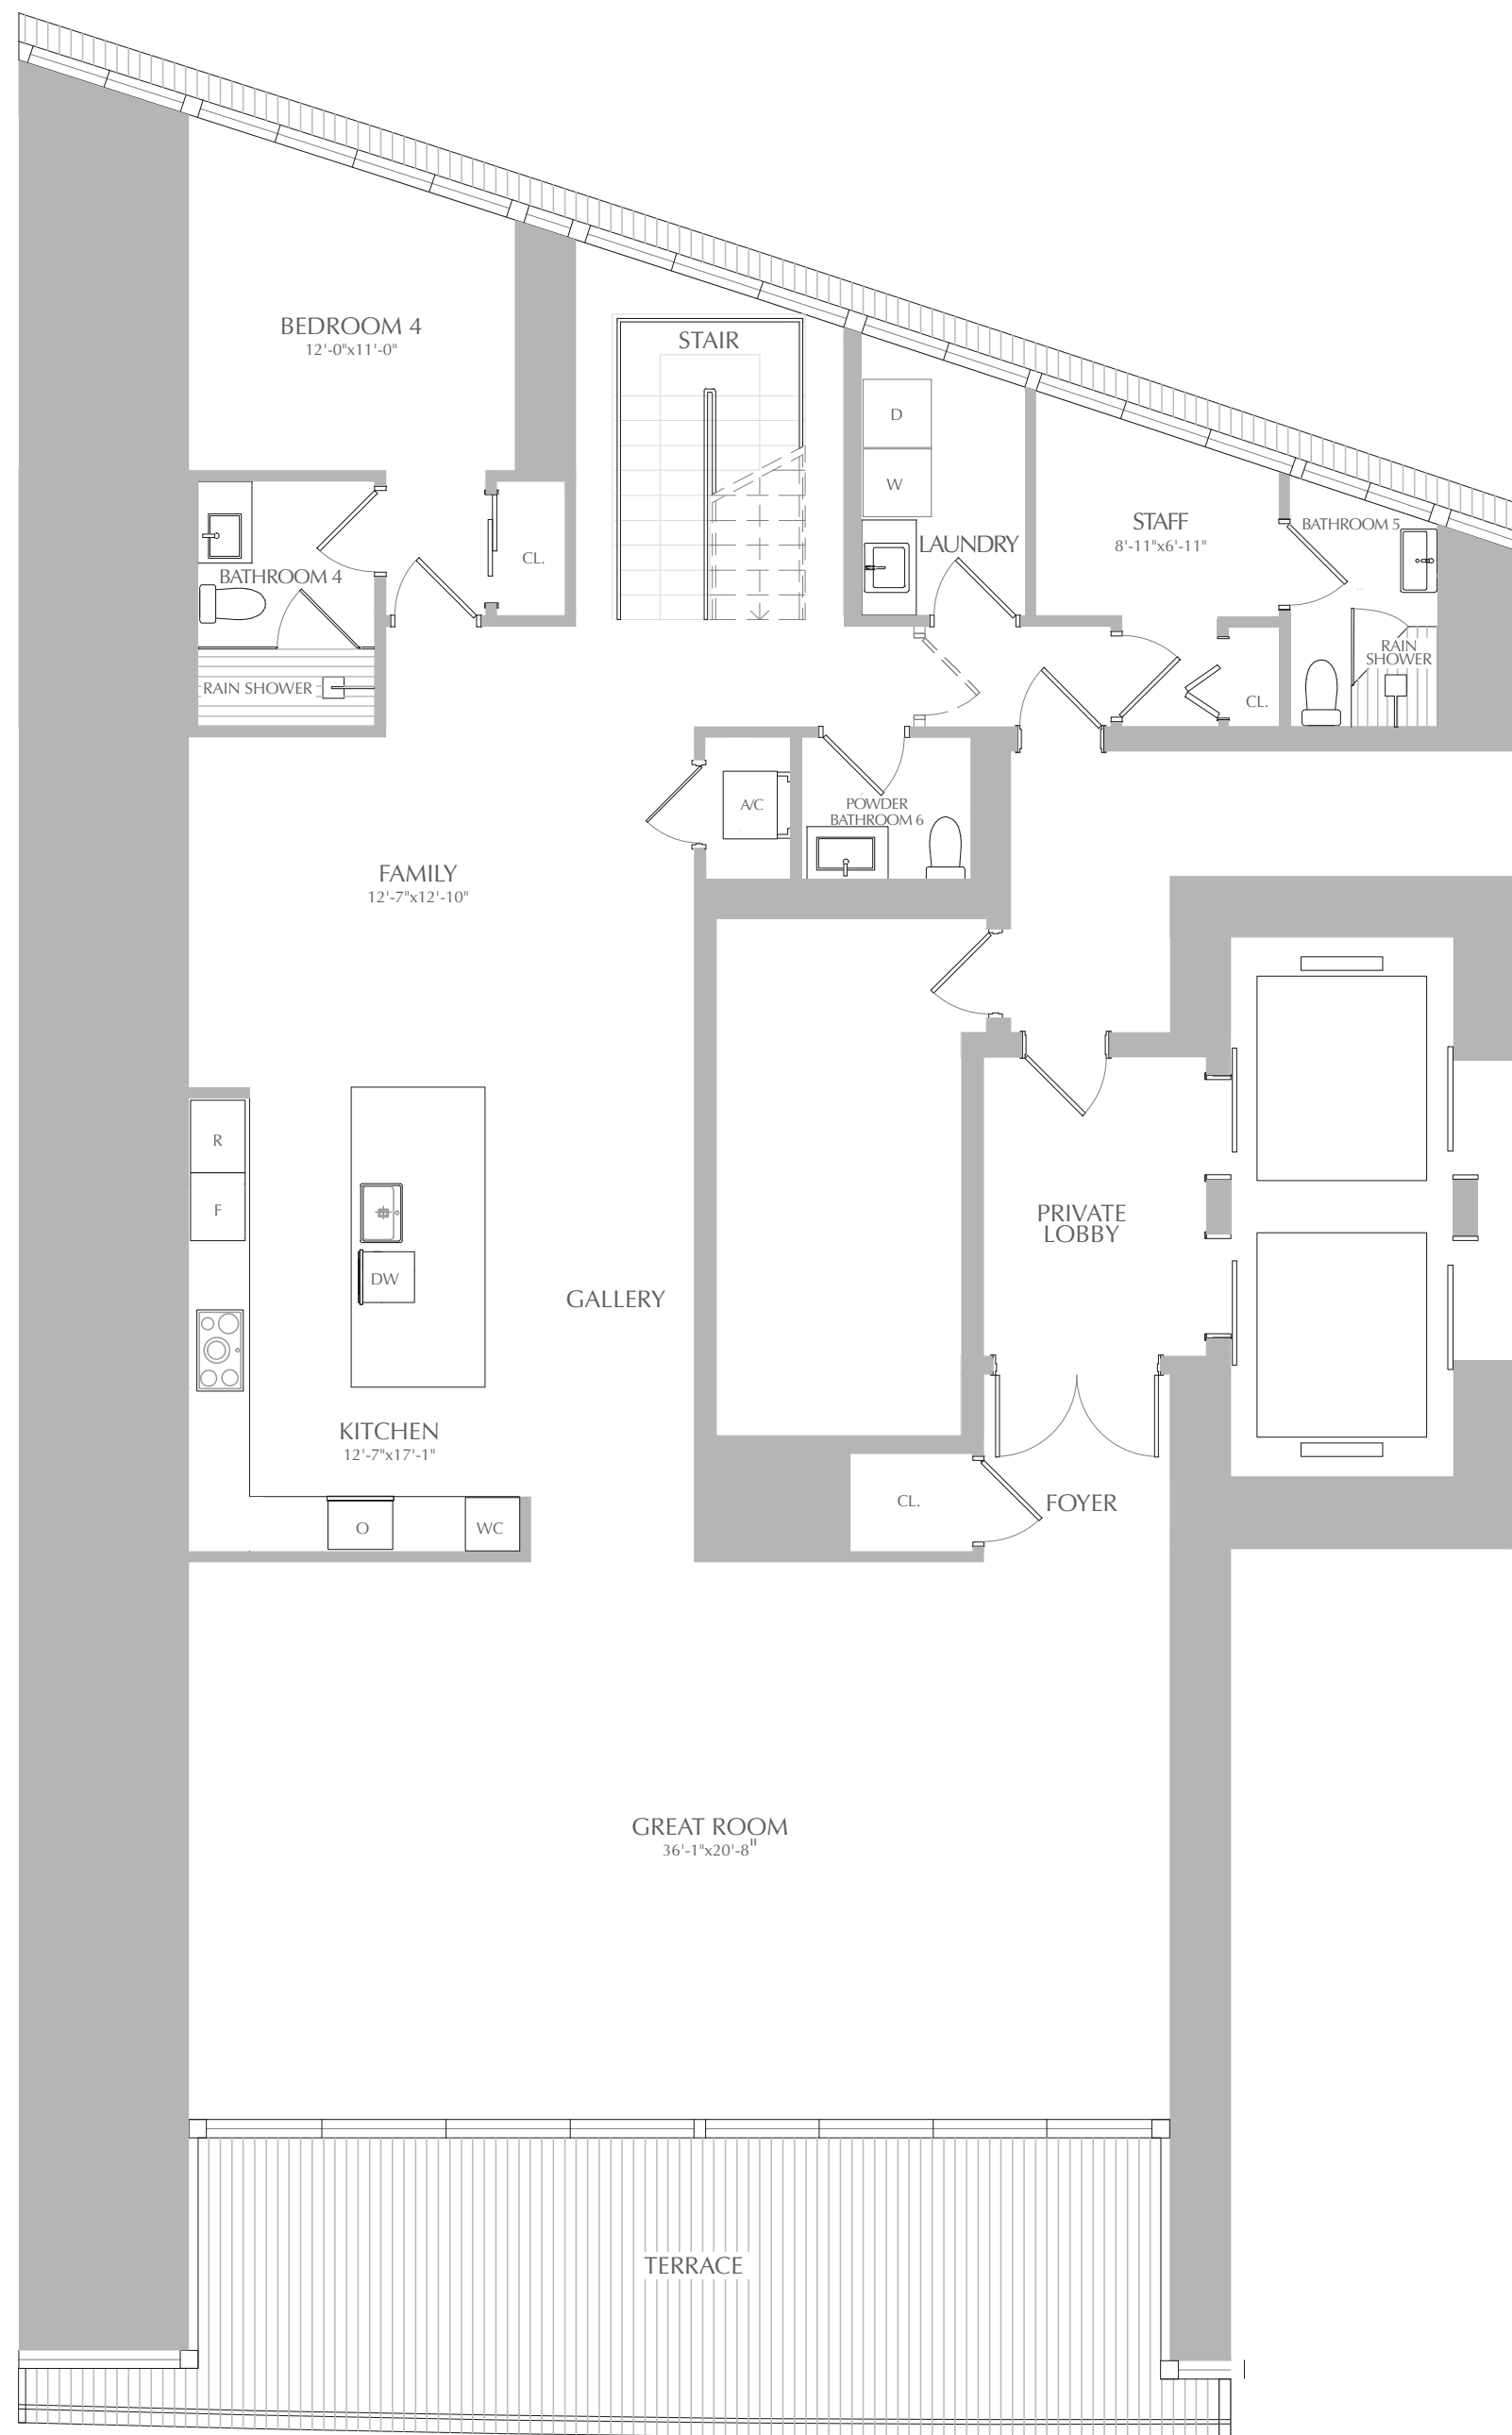 BEDROOM 4
12'-0"x11'-0"
STAIR
D
W
LAUNDRY
STAFF
8'-11"x6'-11"
BATHROOM 5
CL.
BATHROOM 4
RAIN SHOWER
RAIN
SHOWER
CL.
A/C
POWDER
BATHROOM 6
FAMILY
12'-7"x12'-10"
R
F
DW
PRIVATE
LOBBY
GALLERY
KITCHEN
12'-7"x17'-1"
O
WC
CL.
FOYER
GREAT ROOM
36'-1"x20'-8"
TERRACE